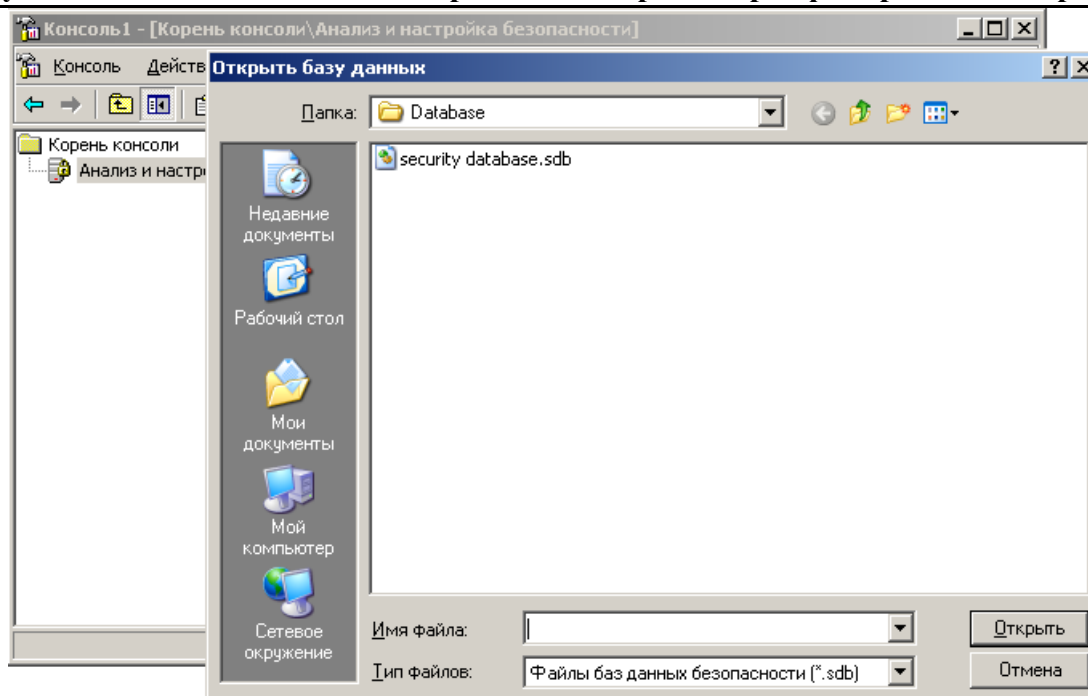 Консоль1 - [Корень консоли\Анализ и настройка безопасности]
Консоль Действ
Открыть базу данных
Папка:
Database
Корень консоли
Анализ и настр
security database.sdb
Недавние
документы
Рабочий стол
Мои
документы
Мой
компьютер
Сетевое
окружение
Имя файла:
Открыть
Тип файлов:
Файлы баз данных безопасности (*.sdb)
Отмена